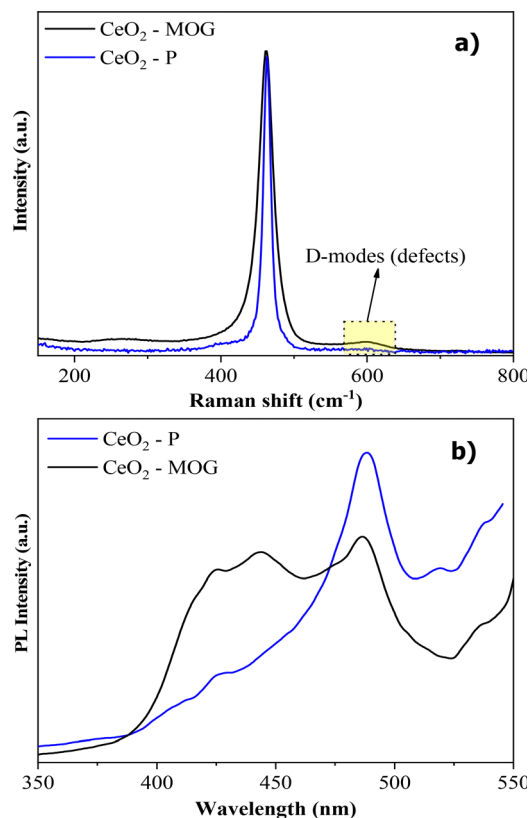 CeO₂ - MOG
CeO₂ - P
a)
D-modes (defects)
Intensity (a.u.)
200 400 600 800
Raman shift (cm⁻¹)
CeO₂ - P
CeO₂ - MOG
b)
PL Intensity (a.u.)
350 400 450 500 550
Wavelength (nm)